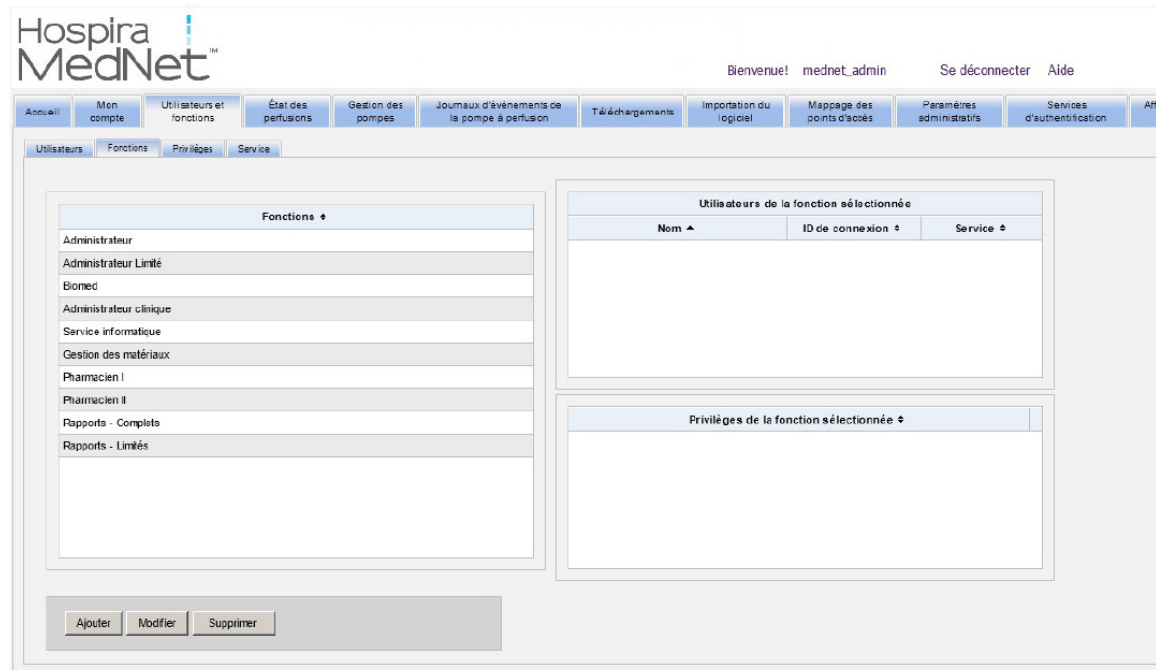 Hospira
MedNet™
Bienvenue! mednet_admin Se déconnecter Aide
Accueil
Mon
compte
Utilisateurs et
fonctions
État des
perfusions
Gestion des
pompes
Journaux d'événements de
la pompe à perfusion
Téléchargements
Importation du
logiciel
Mappage des
points d'accès
Paramètres
administratifs
Services
d'authentification
Aff
Utilisateurs Fonctions Privilèges Service
Fonctions
Administrateur
Administrateur Limité
Biomed
Administrateur clinique
Service informatique
Gestion des matériaux
Pharmacien I
Pharmacien II
Rapports - Complets
Rapports - Limités
Utilisateurs de la fonction sélectionnée
Nom ID de connexion Service
Privilèges de la fonction sélectionnée
Ajouter Modifier Supprimer